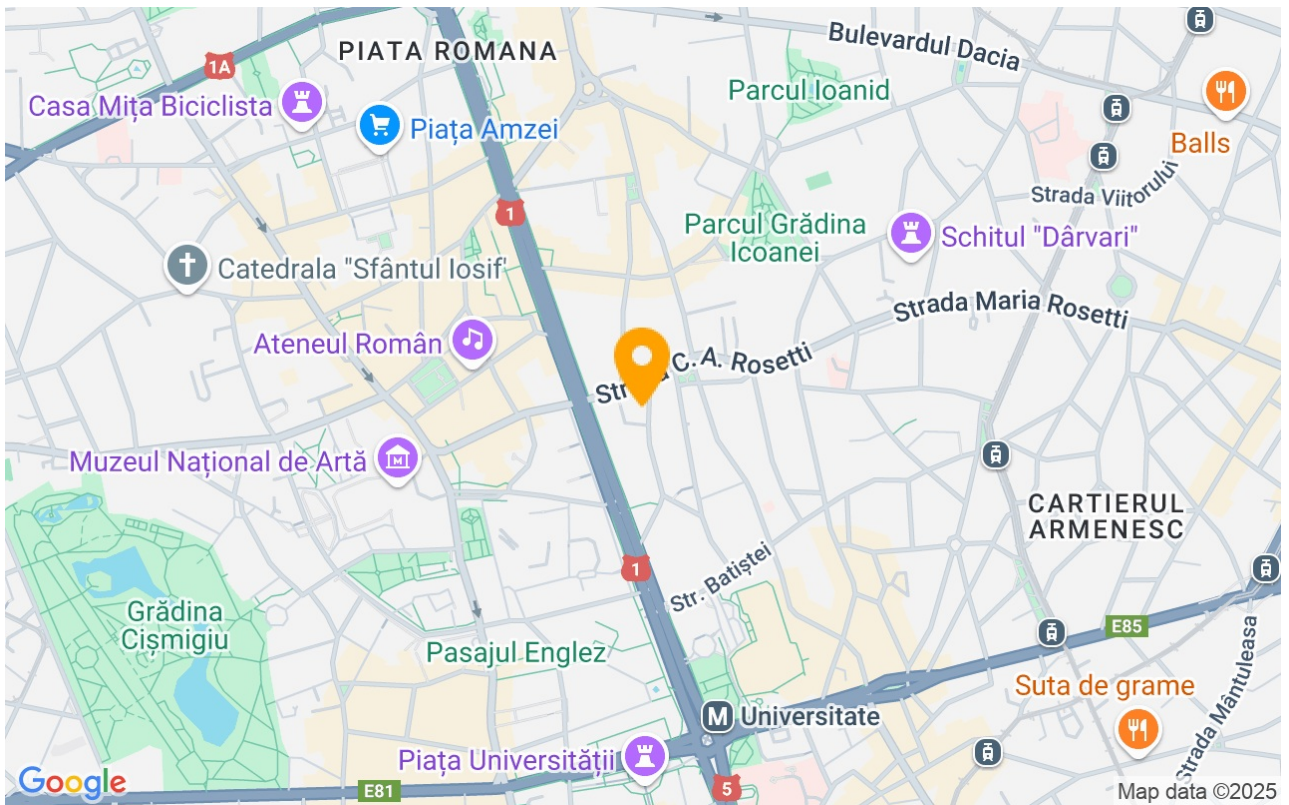 Bulevardul Dacia
PIATA ROMANA
1A
Parcul Ioanid
Casa Mița Biciclista
Piața Amzei
Balls
Strada Viitorului
1
Parcul Grădina
Icoanei
Schitul "Dârvari"
Catedrala "Sfântul Iosif'
Strada Maria Rosetti
Ateneul Român
C. A. Rosetti
Muzeul Național de Artă
CARTIERUL
ARMENESC
1
Str. Batiștei
Grădina
Cișmigiu
E85
Pasajul Englez
Strada Mântuleasa
Suta de grame
M
Universitate
Piața Universității
Google
E81
5
Map data ©2025